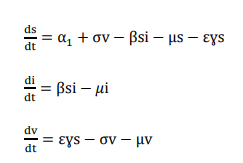 ds/dt = α₁ + σv − βsi − μs − εγs
di/dt = βsi − μi
dv/dt = εγs − σv − μv